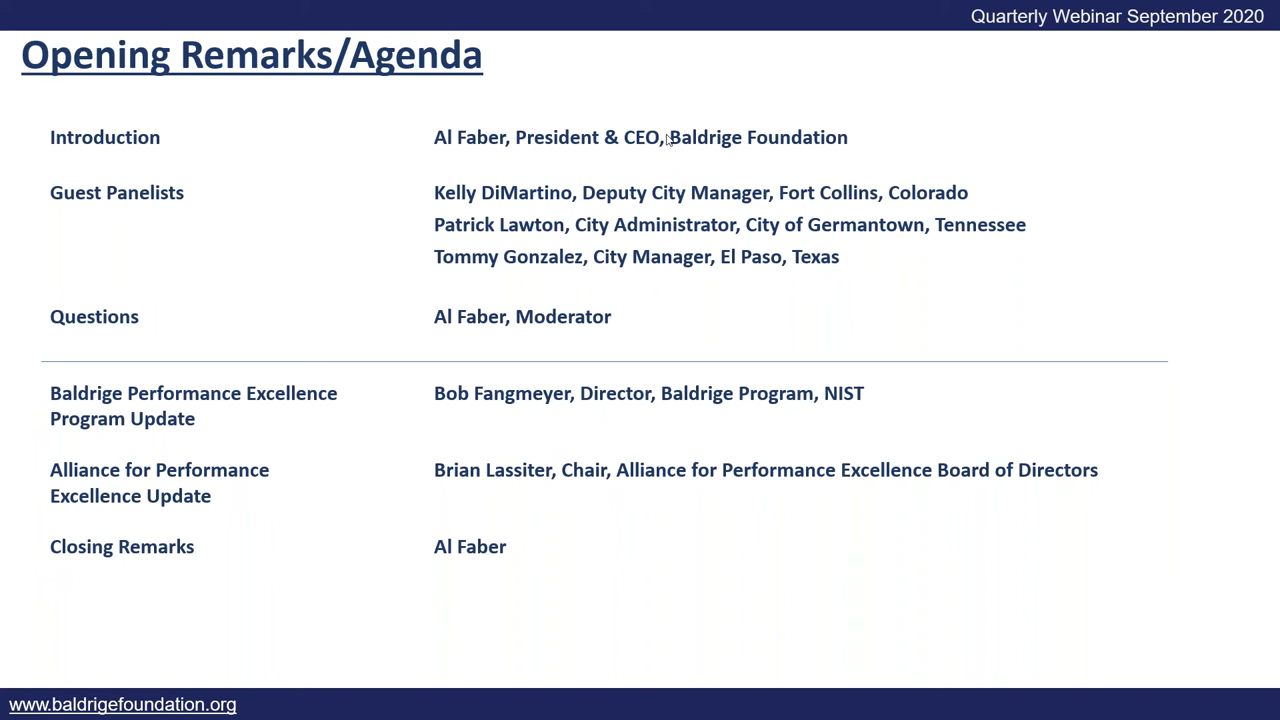 Quarterly Webinar September 2020
Opening Remarks/Agenda
Introduction
Al Faber, President & CEO, Baldrige Foundation
Guest Panelists
Kelly DiMartino, Deputy City Manager, Fort Collins, Colorado
Patrick Lawton, City Administrator, City of Germantown, Tennessee
Tommy Gonzalez, City Manager, El Paso, Texas
Questions
Al Faber, Moderator
Baldrige Performance Excellence
Program Update
Bob Fangmeyer, Director, Baldrige Program, NIST
Alliance for Performance
Excellence Update
Brian Lassiter, Chair, Alliance for Performance Excellence Board of Directors
Closing Remarks
Al Faber
www.baldrigefoundation.org